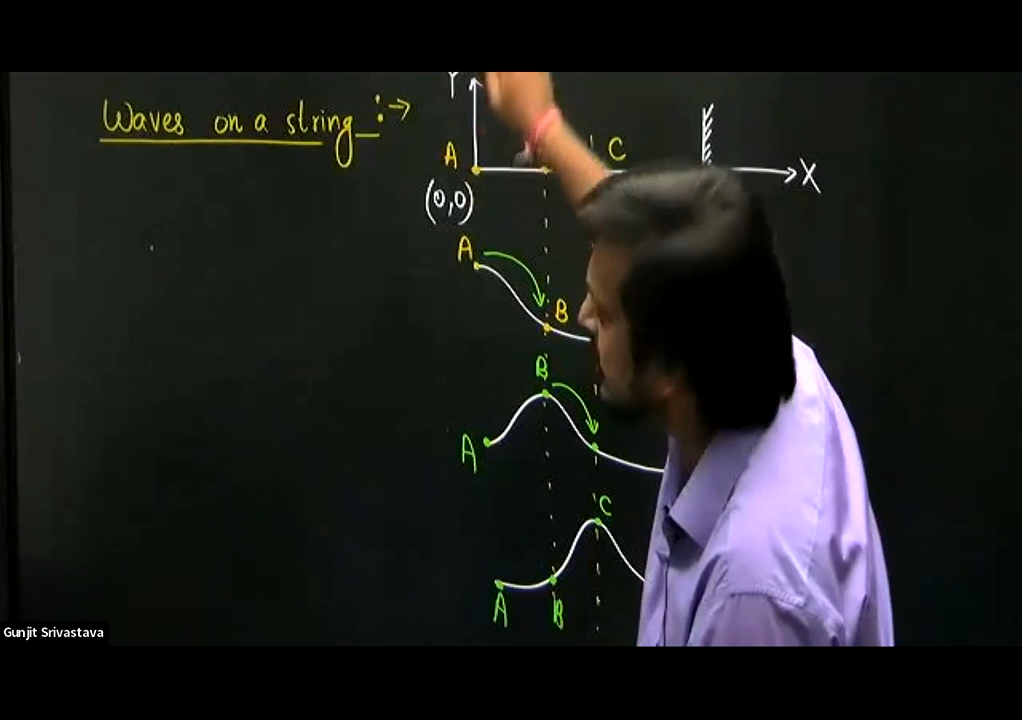 Waves on a string :→
Y
A
C
X
(0,0)
A
B
B
A
C
A
B
Gunjit Srivastava